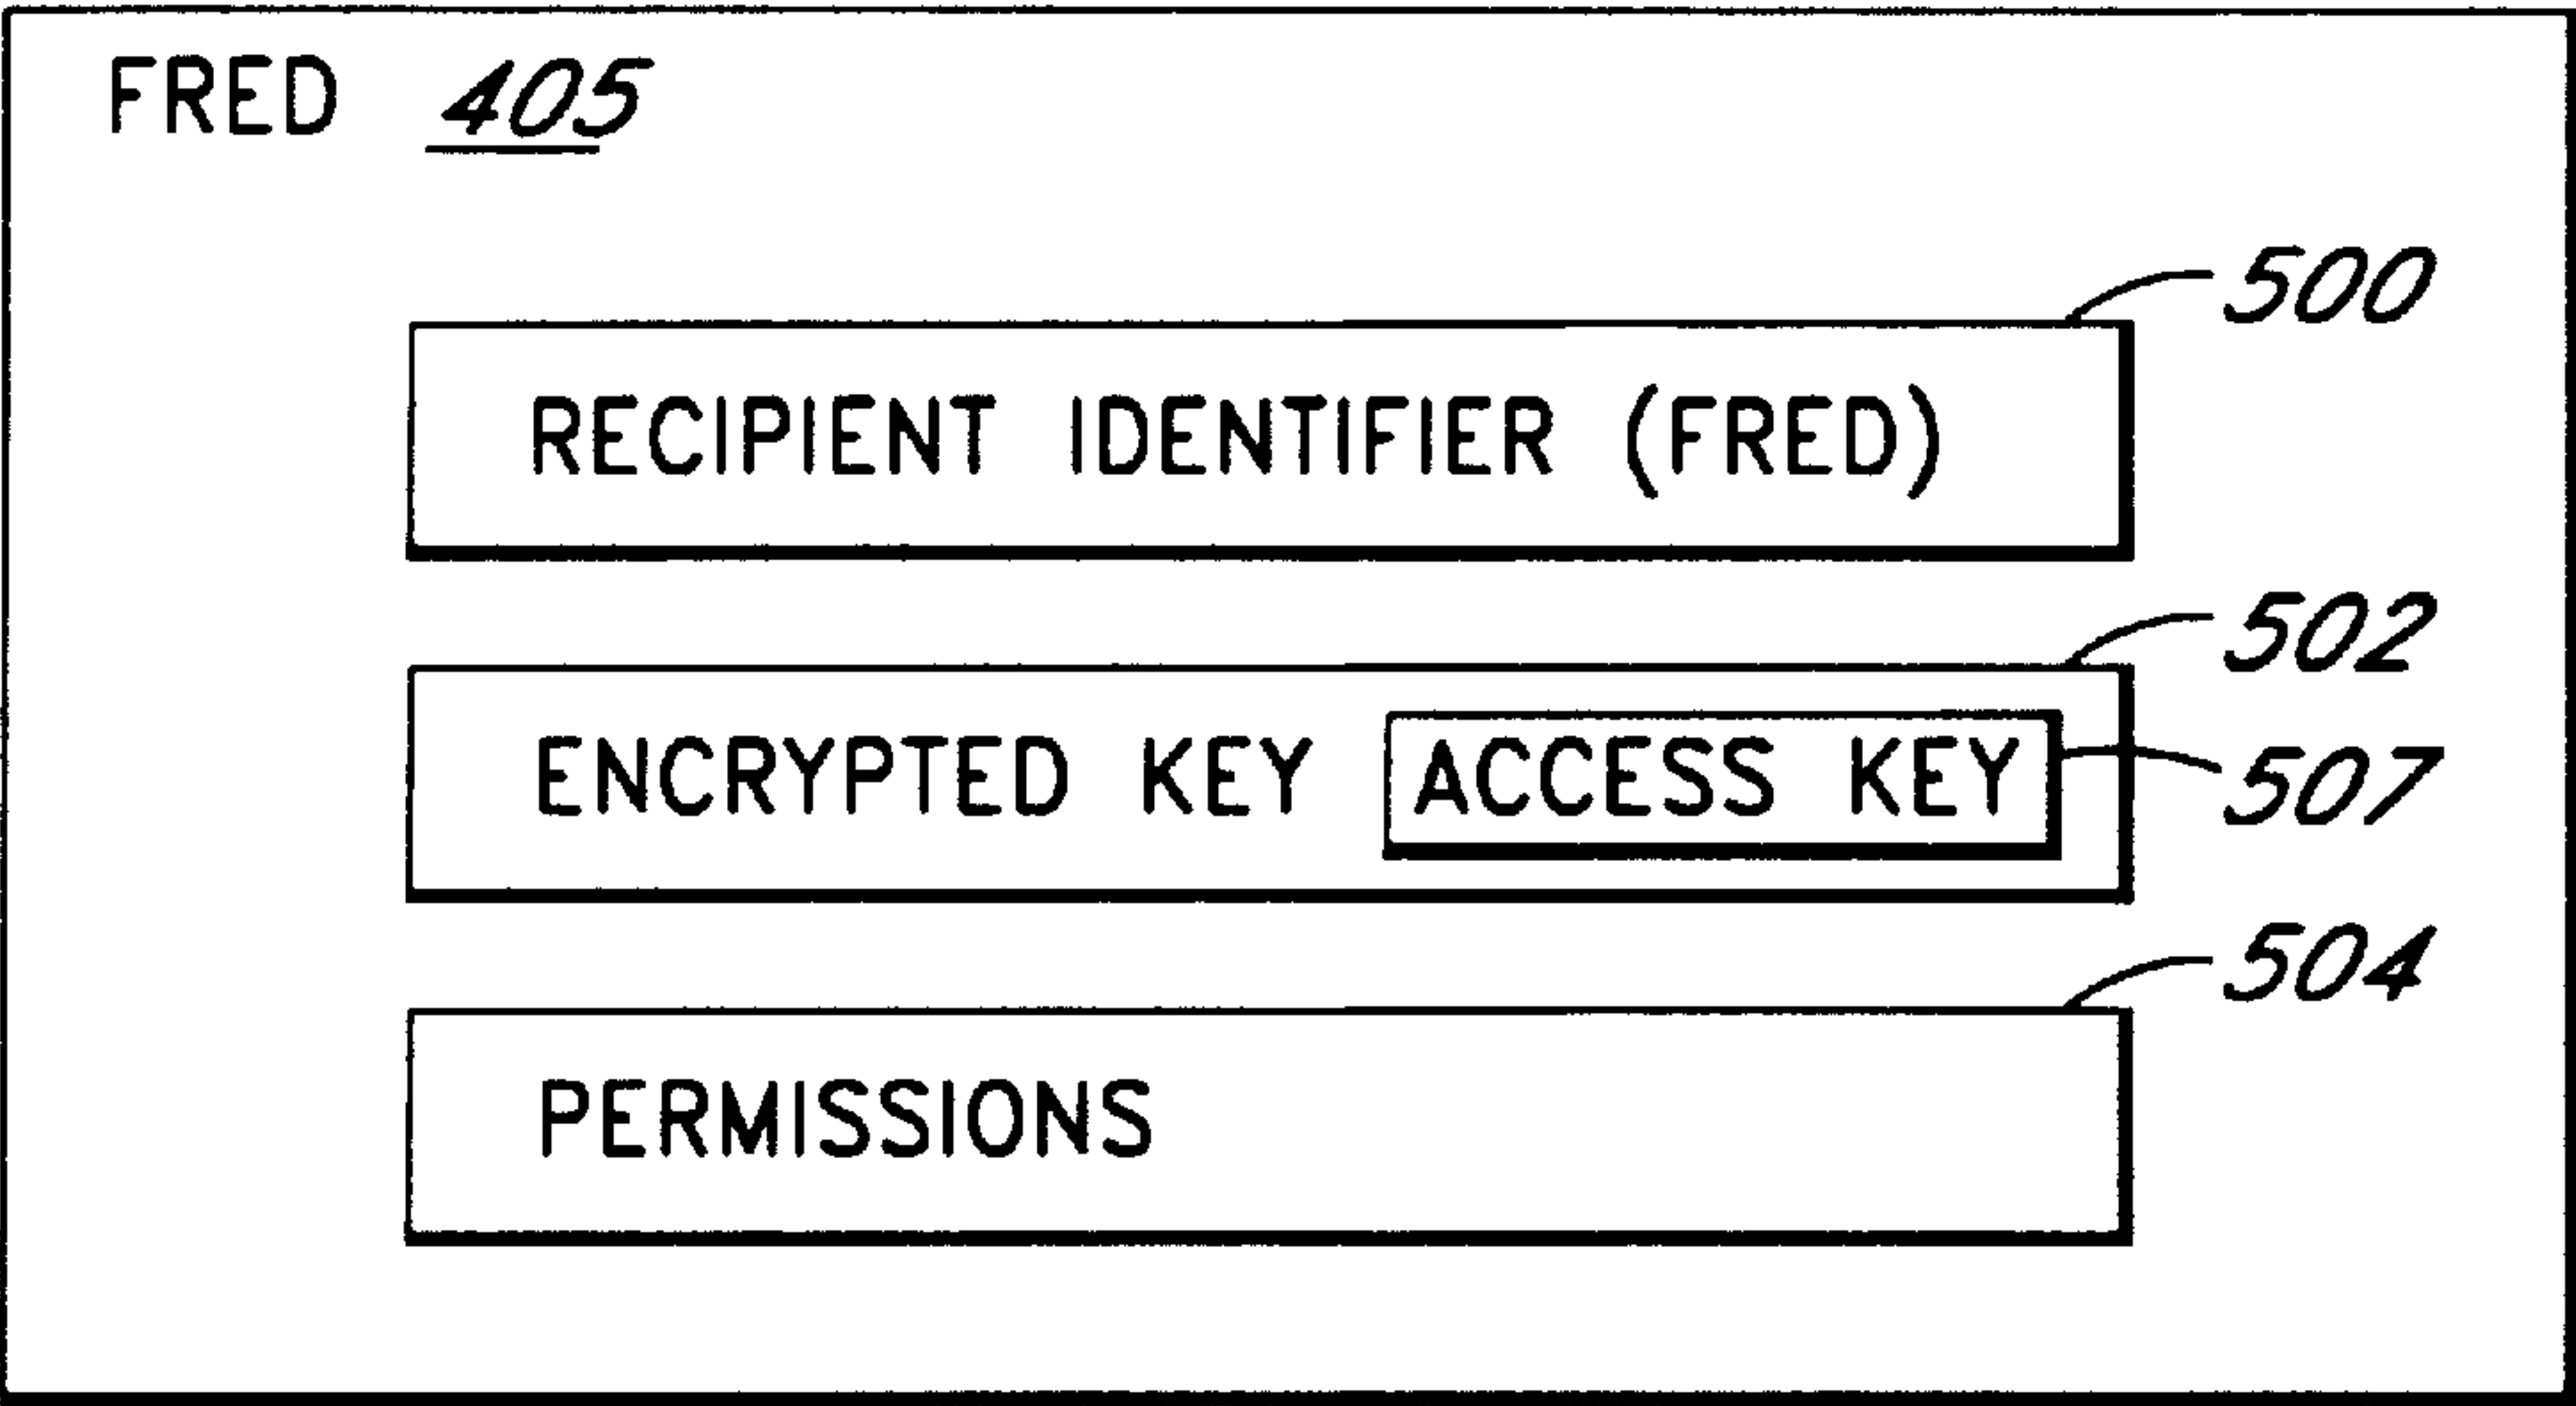 FRED 405
500
RECIPIENT IDENTIFIER (FRED)
502
ENCRYPTED KEY ACCESS KEY
507
504
PERMISSIONS